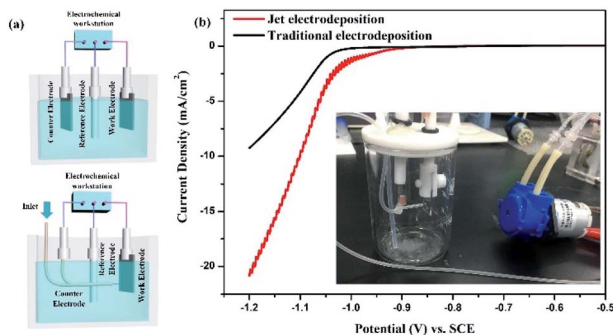 (a)
Electrochemical
workstation
Counter Electrode
Reference Electrode
Work Electrode
Electrochemical
workstation
Inlet
Counter
Electrode
Reference
Electrode
Work Electrode
(b)
Jet electrodeposition
Traditional electrodeposition
Current Density (mA/cm²)
0
-5
-10
-15
-20
-1.2 -1.1 -1.0 -0.9 -0.8 -0.7 -0.6 -0.5
Potential (V) vs. SCE